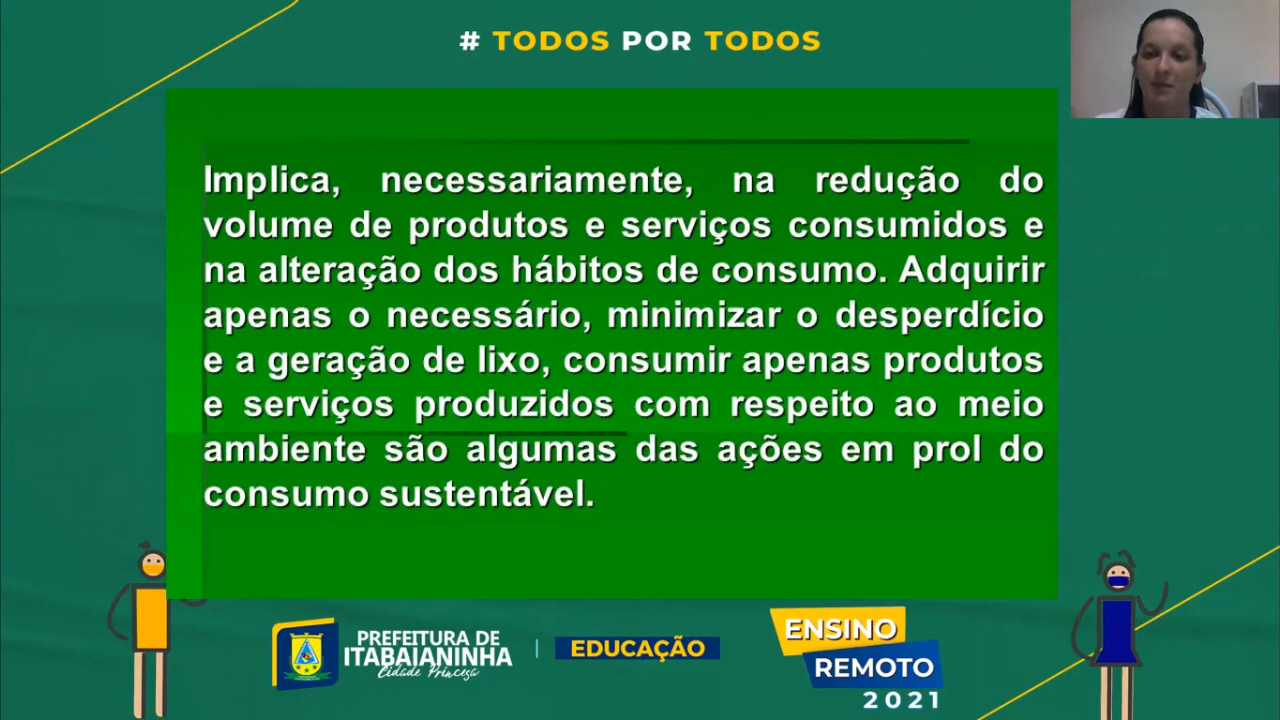 # TODOS POR TODOS
Implica, necessariamente, na redução do
volume de produtos e serviços consumidos e
na alteração dos hábitos de consumo. Adquirir
apenas o necessário, minimizar o desperdício
e a geração de lixo, consumir apenas produtos
e serviços produzidos com respeito ao meio
ambiente são algumas das ações em prol do
consumo sustentável.
PREFEITURA DE
ITABAIANINHA
Cidade Princesa
EDUCAÇÃO
ENSINO
REMOTO
2021